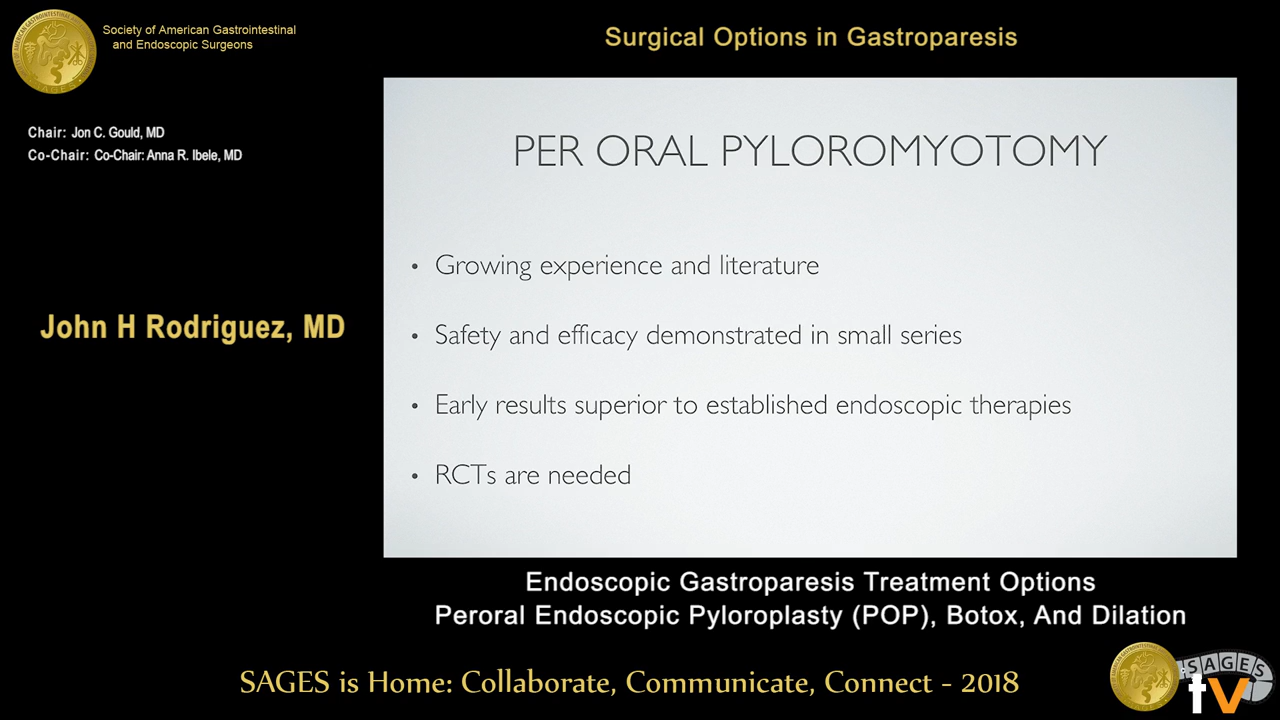 Society of American Gastrointestinal
and Endoscopic Surgeons
Surgical Options in Gastroparesis
Chair: Jon C. Gould, MD
Co-Chair: Co-Chair: Anna R. Ibele, MD
John H Rodriguez, MD
PER ORAL PYLOROMYOTOMY
• Growing experience and literature
• Safety and efficacy demonstrated in small series
• Early results superior to established endoscopic therapies
• RCTs are needed
Endoscopic Gastroparesis Treatment Options
Peroral Endoscopic Pyloroplasty (POP), Botox, And Dilation
SAGES is Home: Collaborate, Communicate, Connect - 2018
SAGES
tv